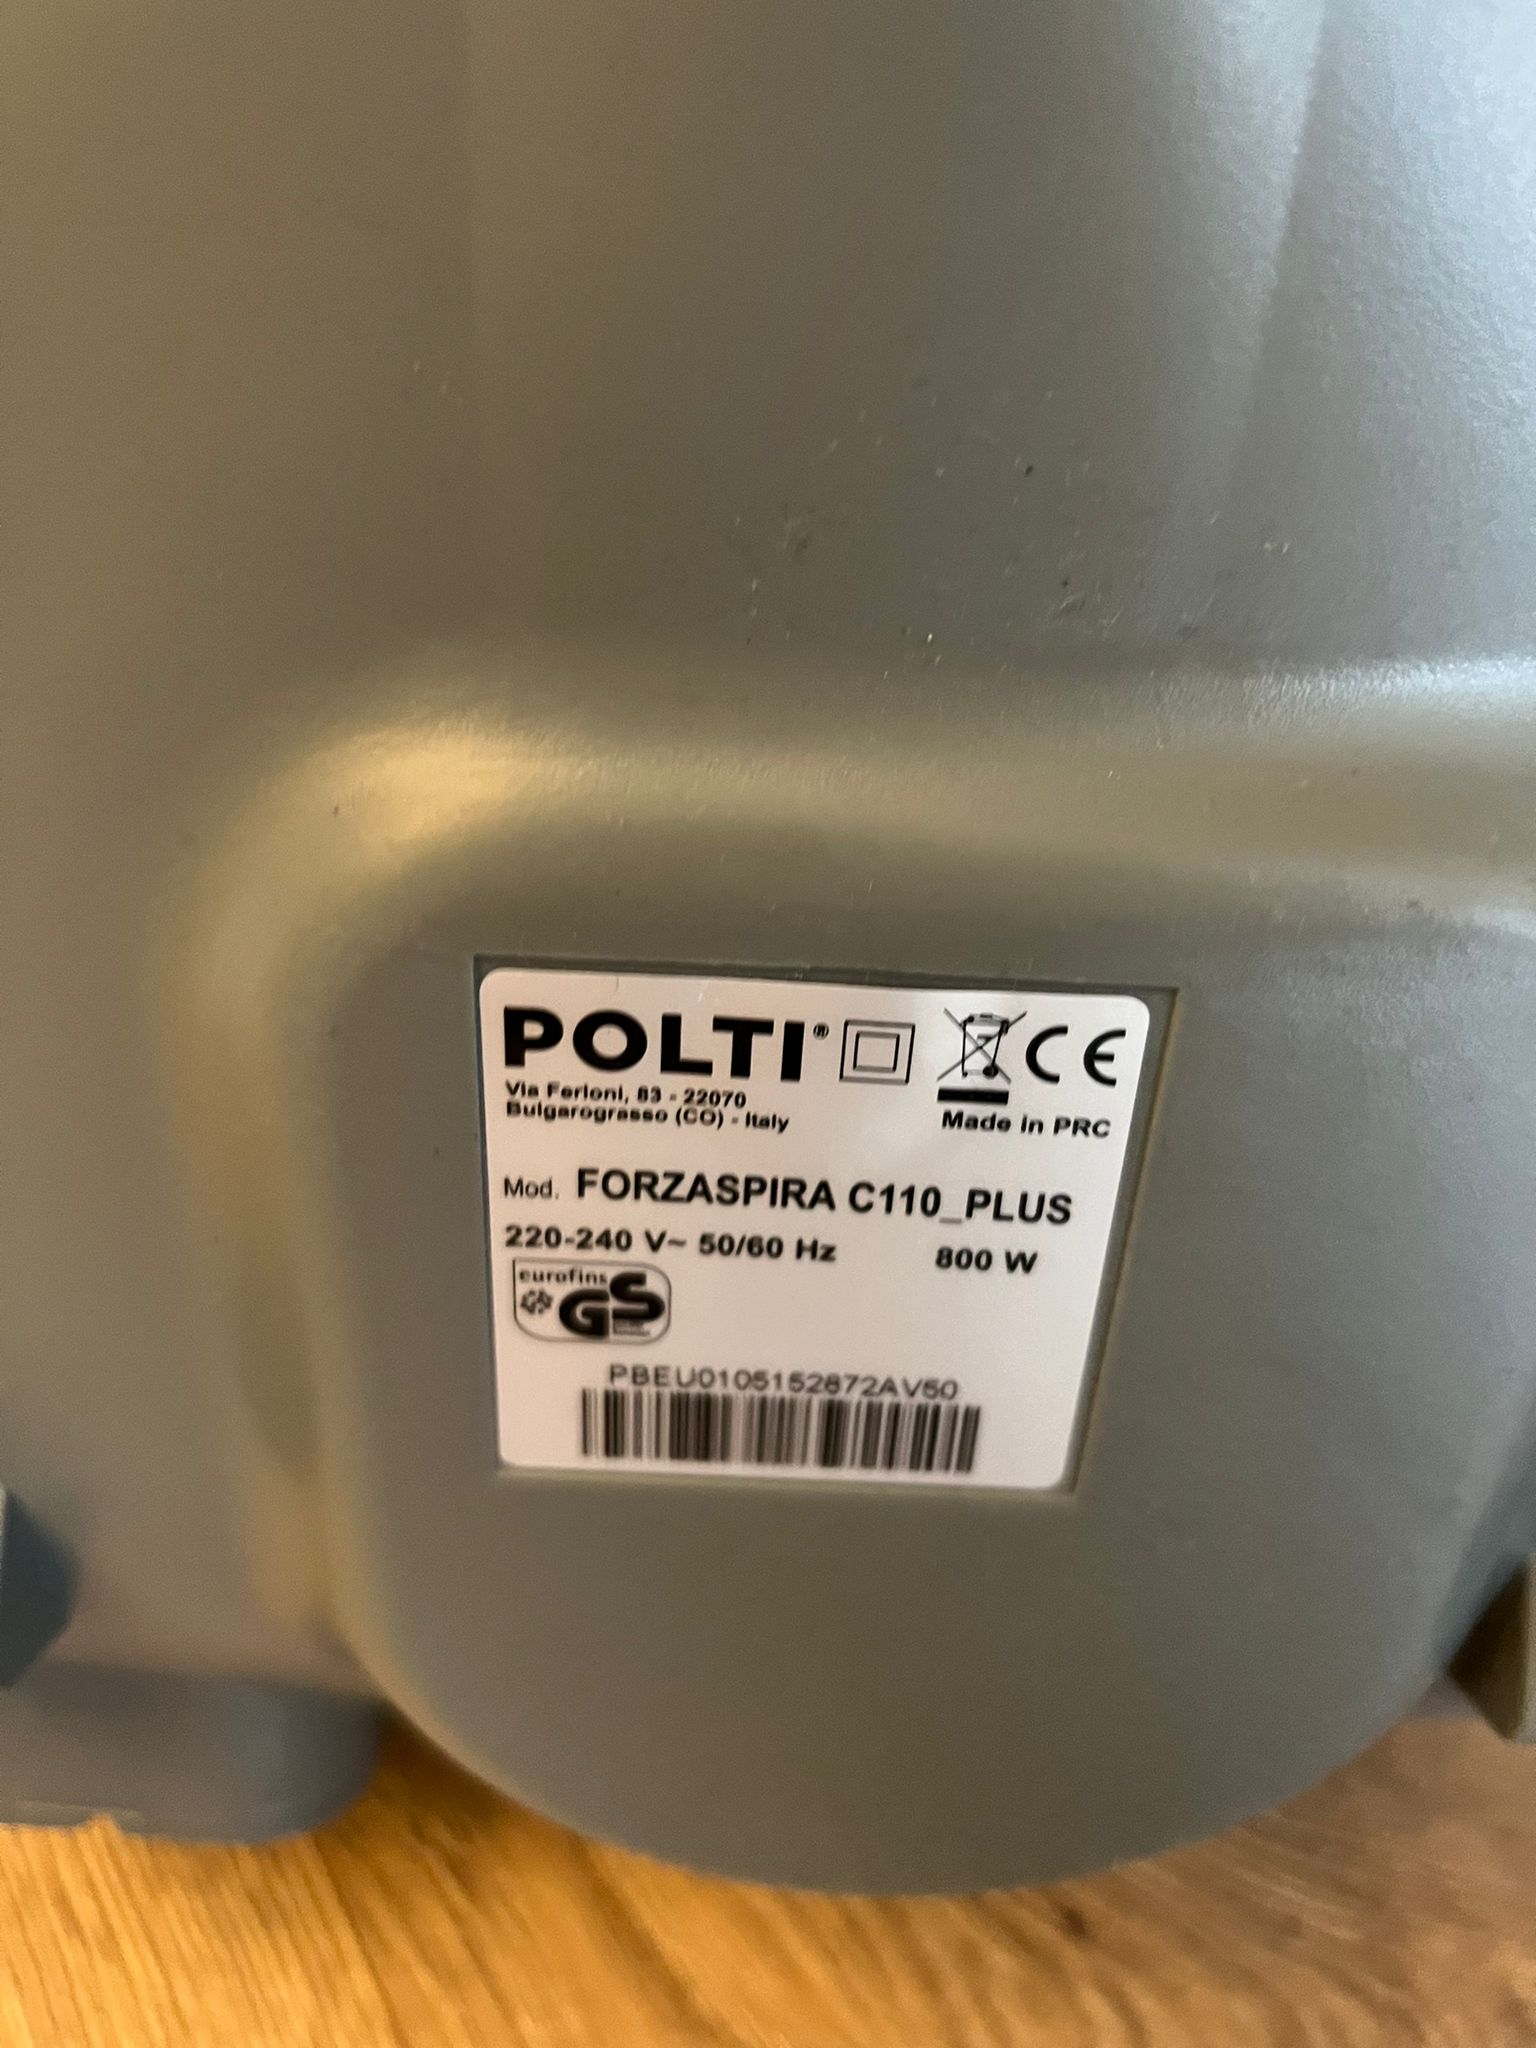 POLTI®
Via Ferloni, 83 - 22070
Bulgarograsso (CO) - Italy
CE
Made in PRC
Mod. FORZASPIRA C110_PLUS
220-240 V~ 50/60 Hz 800 W
eurofins
GS
PBEU0105152872AV50